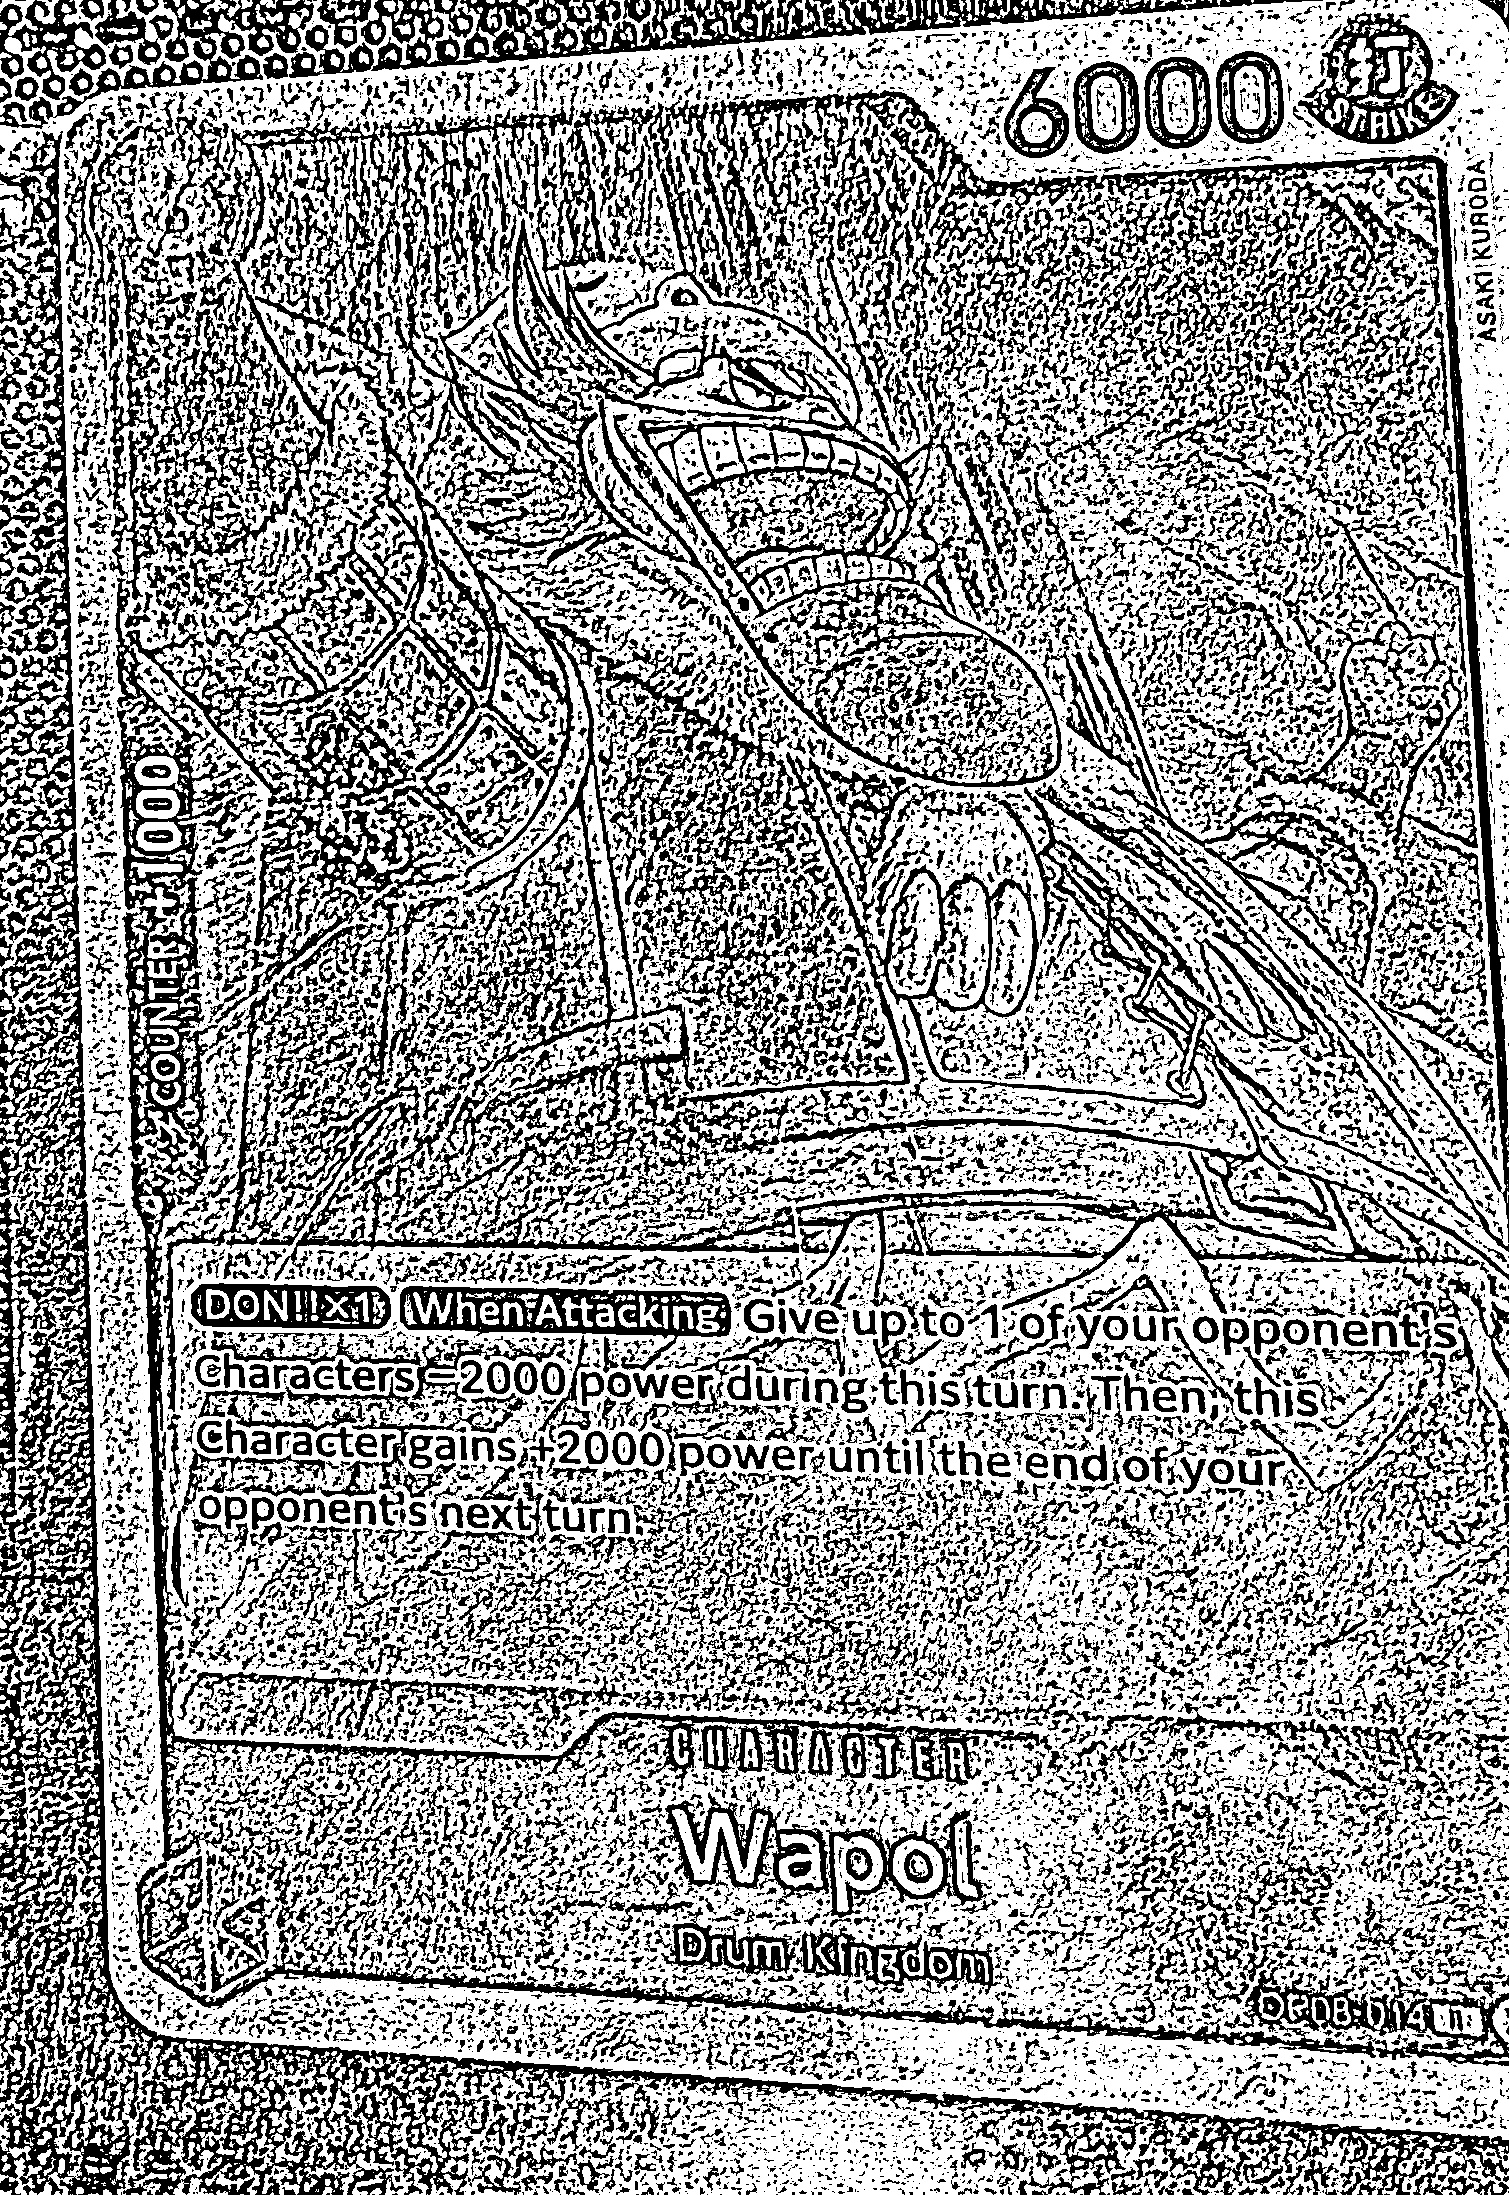 6000
打
STRIKE
ASAKI KURODA
COUNTER +1000
DON!! ×1 When Attacking Give up to 1 of your opponent's
Characters −2000 power during this turn. Then, this
Character gains +2000 power until the end of your
opponent's next turn.
CHARACTER
Wapol
Drum Kingdom
OP08-014